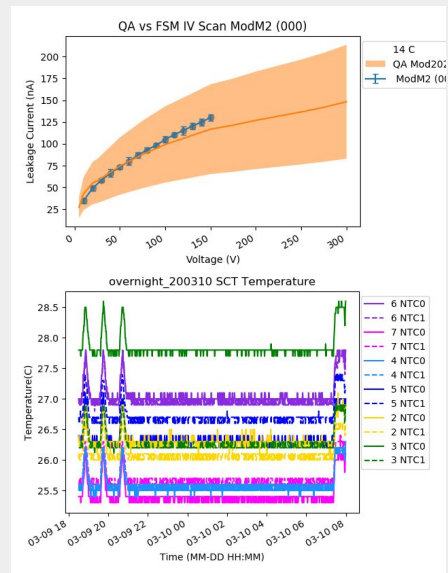 QA vs FSM IV Scan ModM2 (000)
200
175
150
125
100
75
50
25
Leakage Current (nA)
0
50
100
150
200
250
300
Voltage (V)
14 C
QA Mod202
ModM2 (00
overnight_200310 SCT Temperature
28.5
28.0
27.5
27.0
26.5
26.0
25.5
Temperature(C)
03-09 18
03-09 20
03-09 22
03-10 00
03-10 02
03-10 04
03-10 06
03-10 08
Time (MM-DD HH:MM)
6 NTC0
6 NTC1
7 NTC0
7 NTC1
4 NTC0
4 NTC1
5 NTC0
5 NTC1
2 NTC0
2 NTC1
3 NTC0
3 NTC1